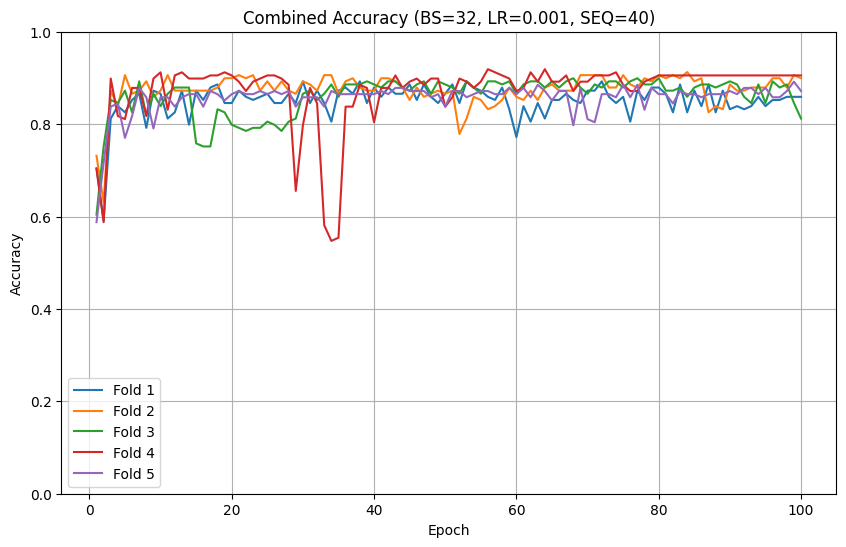 Combined Accuracy (BS=32, LR=0.001, SEQ=40)
1.0
0.8
0.6
0.4
0.2
0.0
Accuracy
Fold 1
Fold 2
Fold 3
Fold 4
Fold 5
0 20 40 60 80 100
Epoch